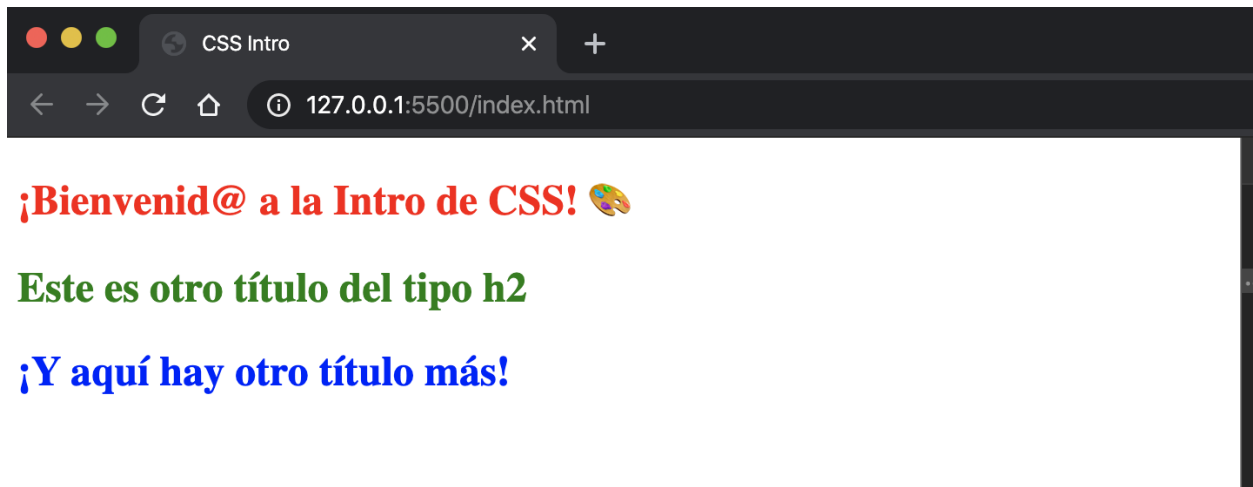 CSS Intro
127.0.0.1:5500/index.html
¡Bienvenid@ a la Intro de CSS! 🎨
Este es otro título del tipo h2
¡Y aquí hay otro título más!